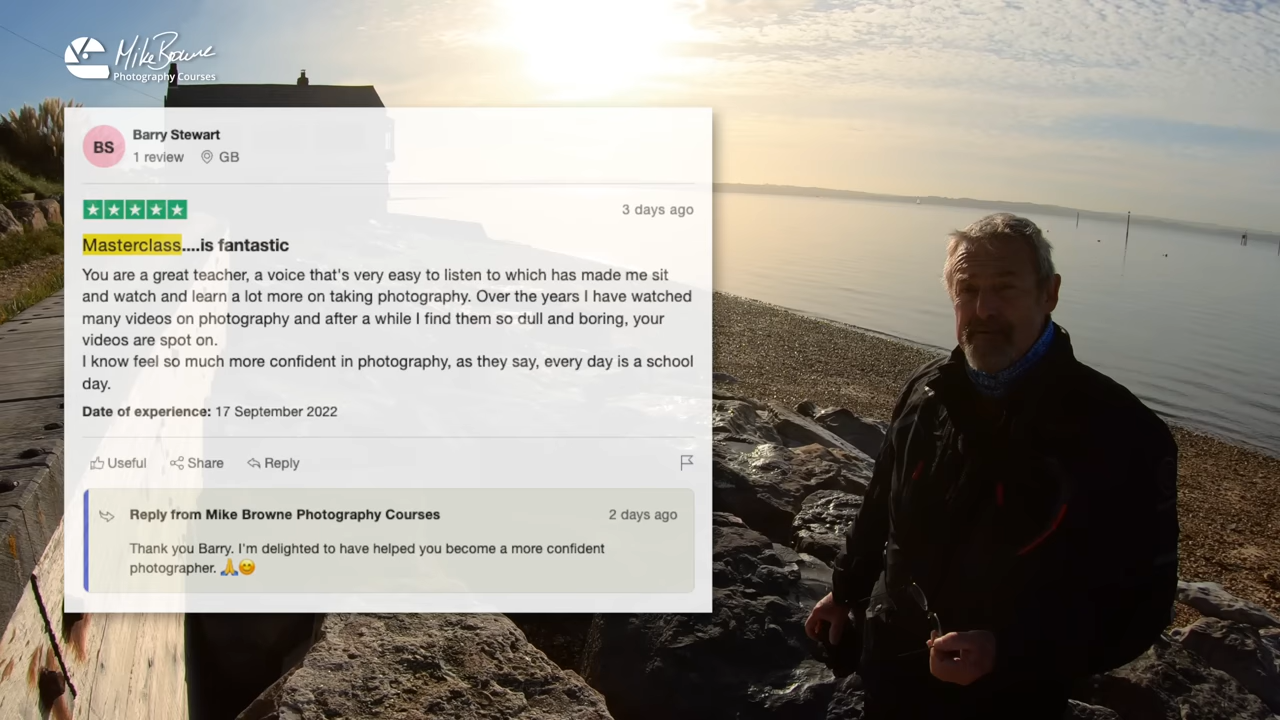 Mike Browne
Photography Courses
BS
Barry Stewart
1 review GB
3 days ago
Masterclass....is fantastic
You are a great teacher, a voice that's very easy to listen to which has made me sit
and watch and learn a lot more on taking photography. Over the years I have watched
many videos on photography and after a while I find them so dull and boring, your
videos are spot on.
I know feel so much more confident in photography, as they say, every day is a school
day.
Date of experience: 17 September 2022
Useful Share Reply
Reply from Mike Browne Photography Courses 2 days ago
Thank you Barry. I'm delighted to have helped you become a more confident
photographer. 🙏😊